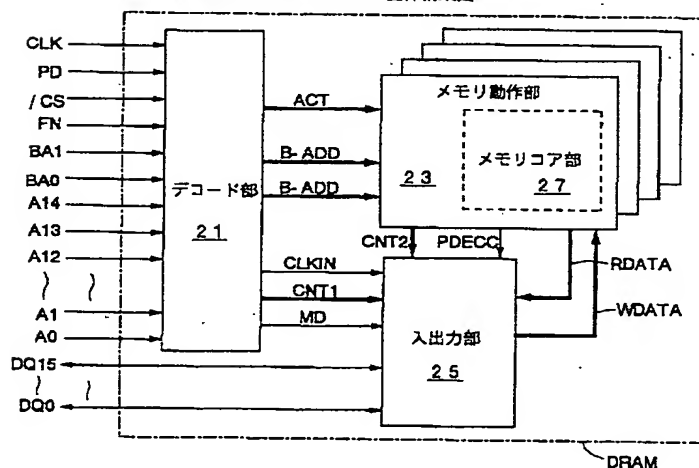 CLK
PD
/CS
FN
BA1
BA0
A14
A13
A12
A1
A0
DQ15
DQ0
デコード部
21
ACT
B-ADD
B-ADD
CLKIN
CNT1
MD
メモリ動作部
23
メモリコア部
27
CNT2
PDECC
RDATA
WDATA
入出力部
25
DRAM